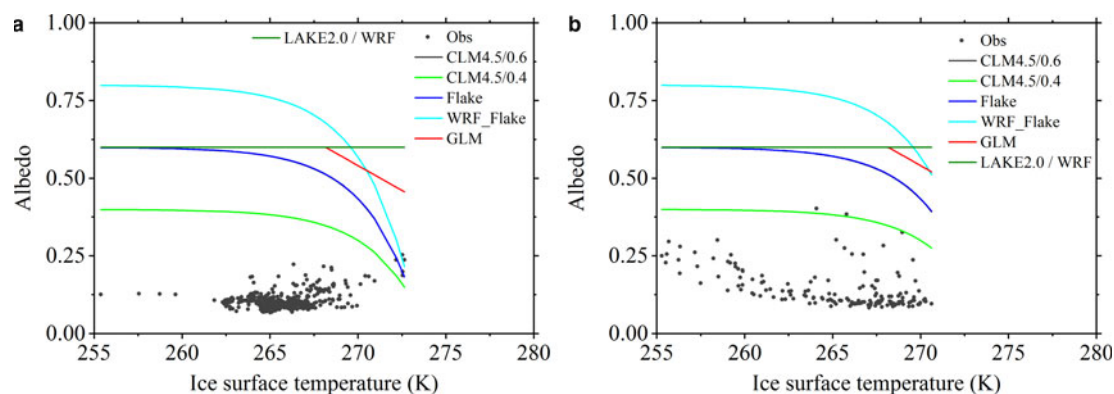 a
Albedo
1.00
0.75
0.50
0.25
0.00
LAKE2.0 / WRF
Obs
CLM4.5/0.6
CLM4.5/0.4
Flake
WRF_Flake
GLM
255 260 265 270 275 280
Ice surface temperature (K)
b
Albedo
1.00
0.75
0.50
0.25
0.00
Obs
CLM4.5/0.6
CLM4.5/0.4
Flake
WRF_Flake
GLM
LAKE2.0 / WRF
255 260 265 270 275 280
Ice surface temperature (K)